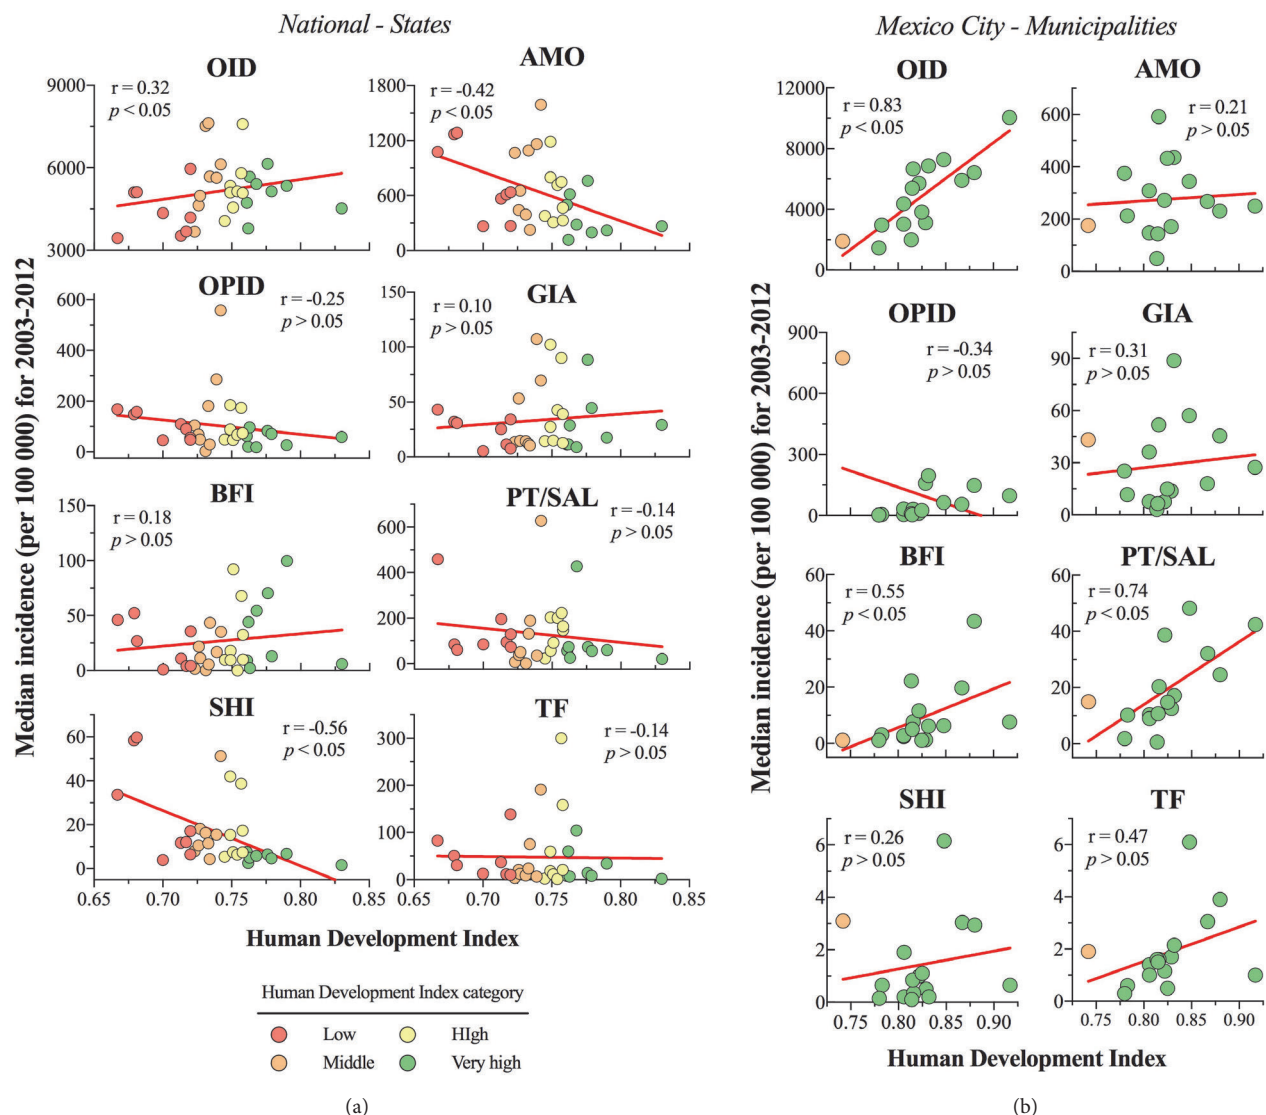 National - States
OID
r = 0.32
p < 0.05
9000
6000
3000
AMO
r = -0.42
p < 0.05
1800
1200
600
0
OPID
r = -0.25
p > 0.05
600
400
200
0
GIA
r = 0.10
p > 0.05
150
100
50
0
BFI
r = 0.18
p > 0.05
150
100
50
0
PT/SAL
r = -0.14
p > 0.05
600
400
200
0
SHI
r = -0.56
p < 0.05
60
40
20
0
0.65 0.70 0.75 0.80 0.85
TF
r = -0.14
p > 0.05
300
200
100
50
0
0.65 0.70 0.75 0.80 0.85
Median incidence (per 100 000) for 2003-2012
Human Development Index
Human Development Index category
Low
HIgh
Middle
Very high
(a)
Mexico City - Municipalities
OID
r = 0.83
p < 0.05
12000
8000
4000
0
AMO
r = 0.21
p > 0.05
600
400
200
0
OPID
r = -0.34
p > 0.05
900
600
300
0
GIA
r = 0.31
p > 0.05
90
60
30
0
BFI
r = 0.55
p < 0.05
60
40
20
0
PT/SAL
r = 0.74
p < 0.05
60
40
20
0
SHI
r = 0.26
p > 0.05
6
4
2
0
0.75 0.80 0.85 0.90
TF
r = 0.47
p > 0.05
6
4
2
0
0.75 0.80 0.85 0.90
Median incidence (per 100 000) for 2003-2012
Human Development Index
(b)